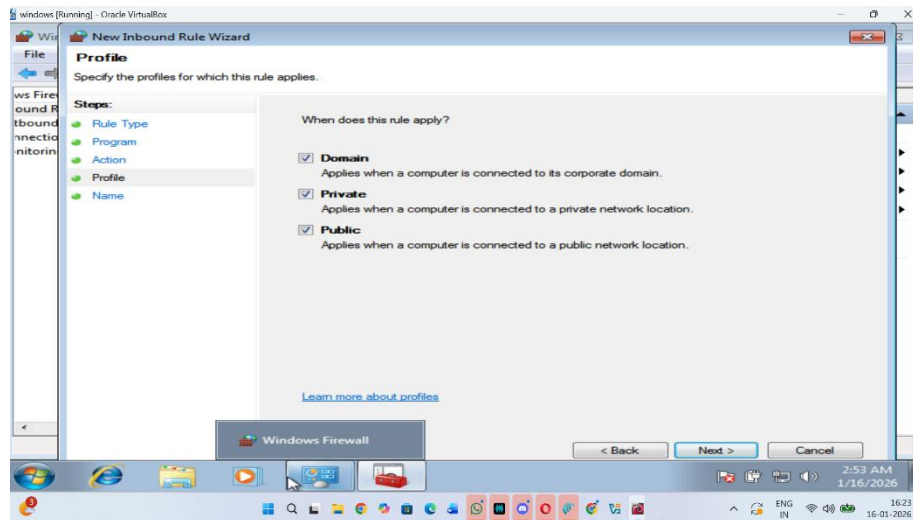 windows [Running] - Oracle VirtualBox
New Inbound Rule Wizard
File
Profile
Specify the profiles for which this rule applies.
Steps:
Rule Type
Program
Action
Profile
Name
When does this rule apply?
Domain
Applies when a computer is connected to its corporate domain.
Private
Applies when a computer is connected to a private network location.
Public
Applies when a computer is connected to a public network location.
Learn more about profiles
Windows Firewall
< Back
Next >
Cancel
2:53 AM
1/16/2026
ENG
IN
16:23
16-01-2026